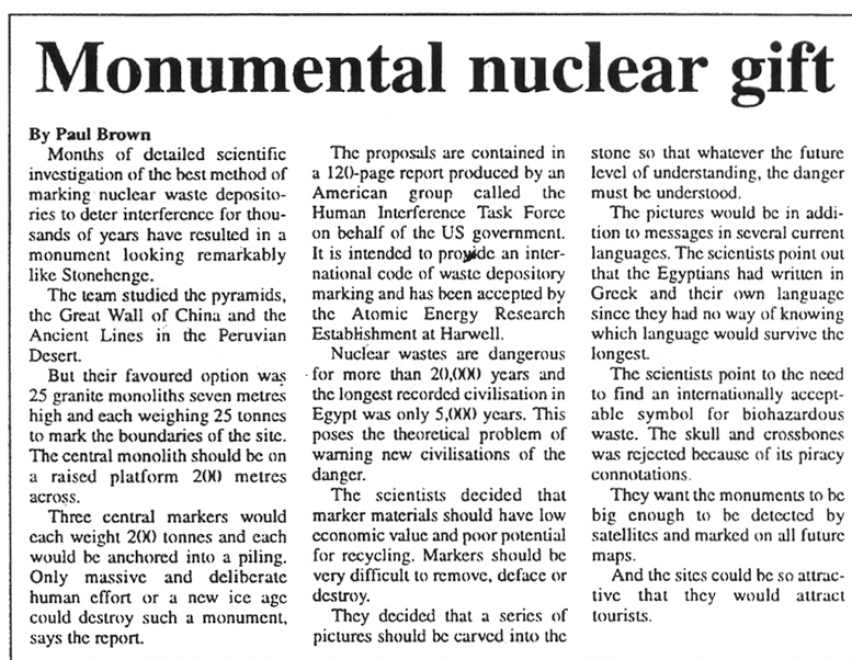 Monumental nuclear gift
By Paul Brown
Months of detailed scientific
investigation of the best method of
marking nuclear waste deposito-
ries to deter interference for thou-
sands of years have resulted in a
monument looking remarkably
like Stonehenge.
The team studied the pyramids,
the Great Wall of China and the
Ancient Lines in the Peruvian
Desert.
But their favoured option was
25 granite monoliths seven metres
high and each weighing 25 tonnes
to mark the boundaries of the site.
The central monolith should be on
a raised platform 200 metres
across.
Three central markers would
each weight 200 tonnes and each
would be anchored into a piling.
Only massive and deliberate
human effort or a new ice age
could destroy such a monument,
says the report.
The proposals are contained in
a 120-page report produced by an
American group called the
Human Interference Task Force
on behalf of the US government.
It is intended to provide an inter-
national code of waste depository
marking and has been accepted by
the Atomic Energy Research
Establishment at Harwell.
Nuclear wastes are dangerous
for more than 20,000 years and
the longest recorded civilisation in
Egypt was only 5,000 years. This
poses the theoretical problem of
warning new civilisations of the
danger.
The scientists decided that
marker materials should have low
economic value and poor potential
for recycling. Markers should be
very difficult to remove, deface or
destroy.
They decided that a series of
pictures should be carved into the
stone so that whatever the future
level of understanding, the danger
must be understood.
The pictures would be in addi-
tion to messages in several current
languages. The scientists point out
that the Egyptians had written in
Greek and their own language
since they had no way of knowing
which language would survive the
longest.
The scientists point to the need
to find an internationally accept-
able symbol for biohazardous
waste. The skull and crossbones
was rejected because of its piracy
connotations.
They want the monuments to be
big enough to be detected by
satellites and marked on all future
maps.
And the sites could be so attrac-
tive that they would attract
tourists.